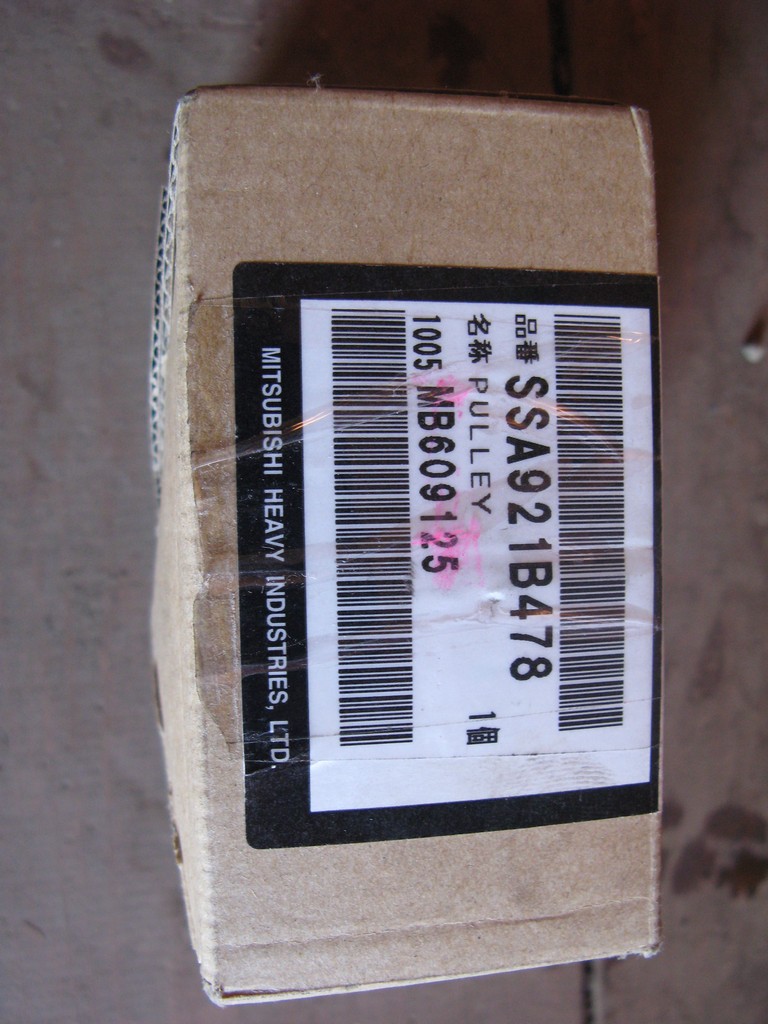 品番 SSA921B478
名称 PULLEY 1個
1005 MB609125
MITSUBISHI HEAVY INDUSTRIES, LTD.